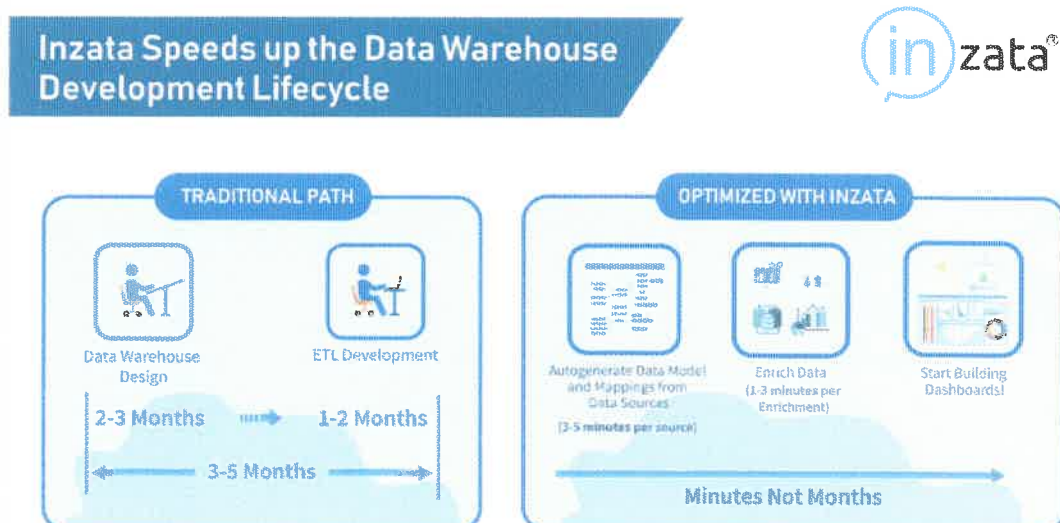 Inzata Speeds up the Data Warehouse
Development Lifecycle
inzata®
TRADITIONAL PATH
Data Warehouse
Design
ETL Development
2-3 Months
1-2 Months
3-5 Months
OPTIMIZED WITH INZATA
Autogenerate Data Model
and Mappings from
Data Sources
(3-5 minutes per source)
Enrich Data
(1-3 minutes per
Enrichment)
Start Building
Dashboards!
Minutes Not Months